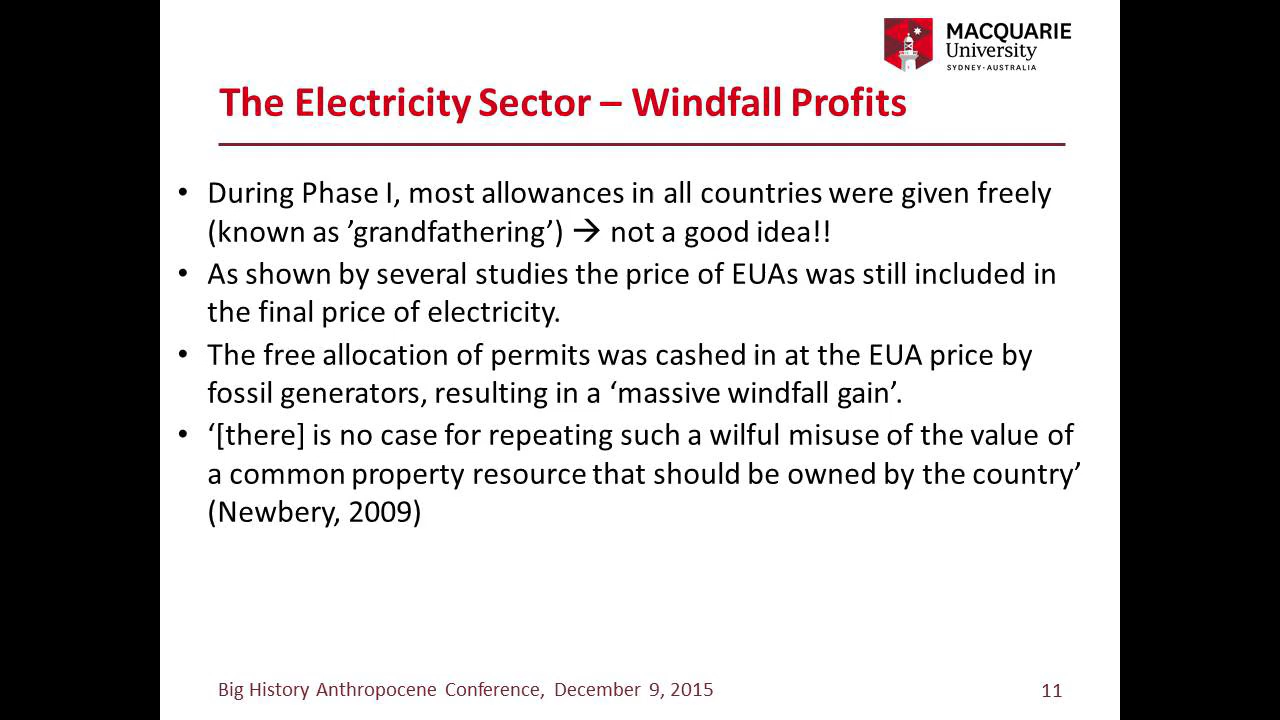 MACQUARIE
University
SYDNEY·AUSTRALIA
The Electricity Sector – Windfall Profits
• During Phase I, most allowances in all countries were given freely
(known as ’grandfathering’) → not a good idea!!
• As shown by several studies the price of EUAs was still included in
the final price of electricity.
• The free allocation of permits was cashed in at the EUA price by
fossil generators, resulting in a ‘massive windfall gain’.
• ‘[there] is no case for repeating such a wilful misuse of the value of
a common property resource that should be owned by the country’
(Newbery, 2009)
Big History Anthropocene Conference, December 9, 2015
11